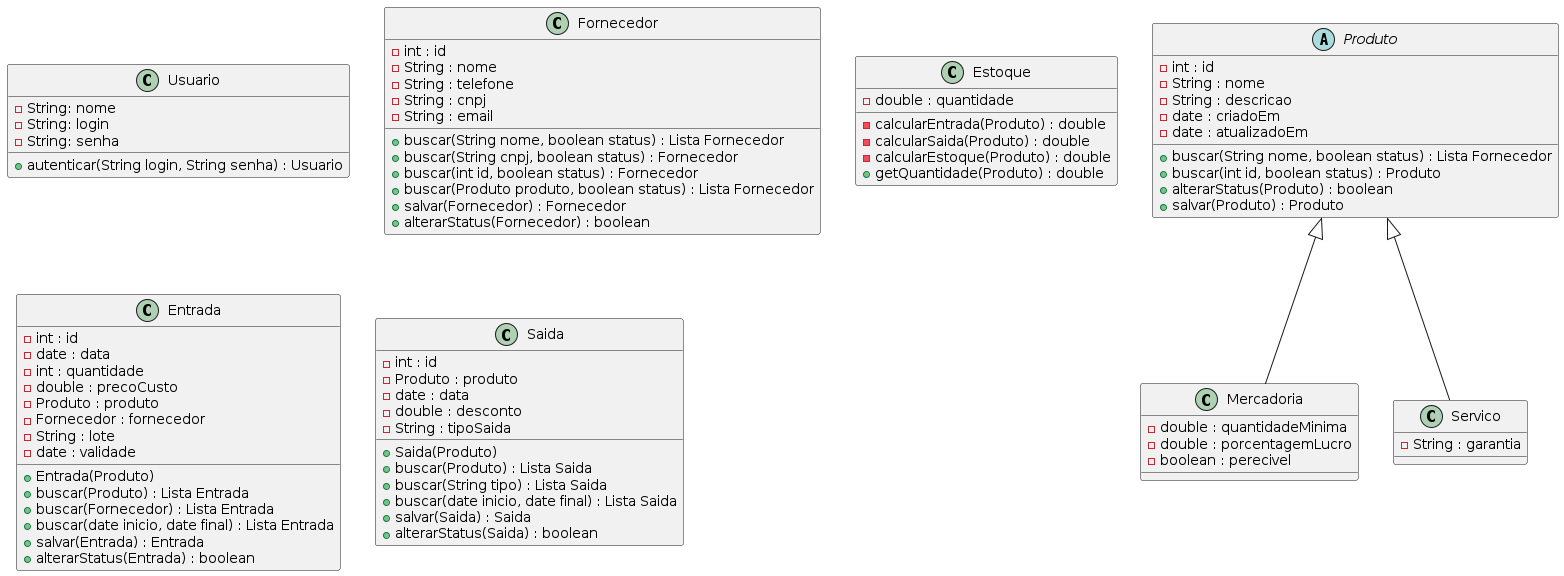 C Usuario
String: nome
String: login
String: senha
autenticar(String login, String senha) : Usuario
C Fornecedor
int : id
String : nome
String : telefone
String : cnpj
String : email
buscar(String nome, boolean status) : Lista Fornecedor
buscar(String cnpj, boolean status) : Fornecedor
buscar(int id, boolean status) : Fornecedor
buscar(Produto produto, boolean status) : Lista Fornecedor
salvar(Fornecedor) : Fornecedor
alterarStatus(Fornecedor) : boolean
C Estoque
double : quantidade
calcularEntrada(Produto) : double
calcularSaida(Produto) : double
calcularEstoque(Produto) : double
getQuantidade(Produto) : double
A Produto
int : id
String : nome
String : descricao
date : criadoEm
date : atualizadoEm
buscar(String nome, boolean status) : Lista Fornecedor
buscar(int id, boolean status) : Produto
alterarStatus(Produto) : boolean
salvar(Produto) : Produto
C Entrada
int : id
date : data
int : quantidade
double : precoCusto
Produto : produto
Fornecedor : fornecedor
String : lote
date : validade
Entrada(Produto)
buscar(Produto) : Lista Entrada
buscar(Fornecedor) : Lista Entrada
buscar(date inicio, date final) : Lista Entrada
salvar(Entrada) : Entrada
alterarStatus(Entrada) : boolean
C Saida
int : id
Produto : produto
date : data
double : desconto
String : tipoSaida
Saida(Produto)
buscar(Produto) : Lista Saida
buscar(String tipo) : Lista Saida
buscar(date inicio, date final) : Lista Saida
salvar(Saida) : Saida
alterarStatus(Saida) : boolean
C Mercadoria
double : quantidadeMinima
double : porcentagemLucro
boolean : perecivel
C Servico
String : garantia